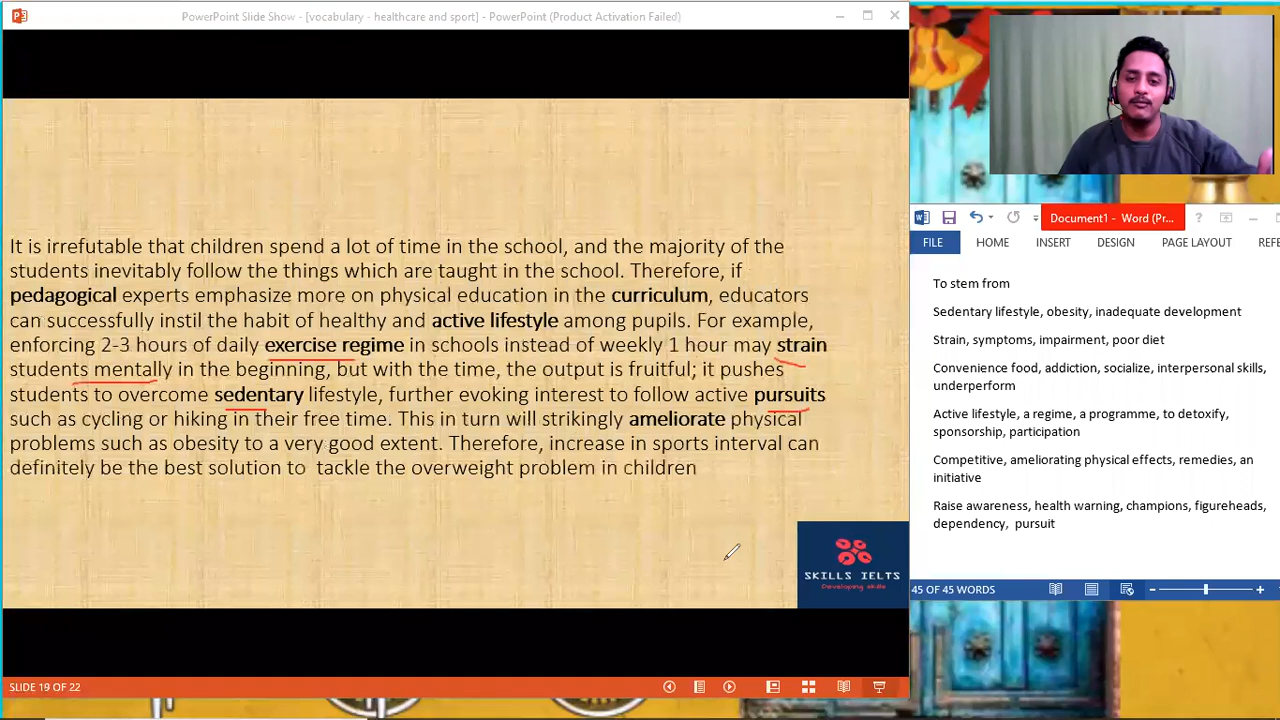 PowerPoint Slide Show - [vocabulary - healthcare and sport] - PowerPoint (Product Activation Failed)
It is irrefutable that children spend a lot of time in the school, and the majority of the
students inevitably follow the things which are taught in the school. Therefore, if
pedagogical experts emphasize more on physical education in the curriculum, educators
can successfully instil the habit of healthy and active lifestyle among pupils. For example,
enforcing 2-3 hours of daily exercise regime in schools instead of weekly 1 hour may strain
students mentally in the beginning, but with the time, the output is fruitful; it pushes
students to overcome sedentary lifestyle, further evoking interest to follow active pursuits
such as cycling or hiking in their free time. This in turn will strikingly ameliorate physical
problems such as obesity to a very good extent. Therefore, increase in sports interval can
definitely be the best solution to  tackle the overweight problem in children
SKILLS IELTS
Developing skills
SLIDE 19 OF 22
Document1 - Word (Pr...
FILE HOME INSERT DESIGN PAGE LAYOUT REFE
To stem from
Sedentary lifestyle, obesity, inadequate development
Strain, symptoms, impairment, poor diet
Convenience food, addiction, socialize, interpersonal skills,
underperform
Active lifestyle, a regime, a programme, to detoxify,
sponsorship, participation
Competitive, ameliorating physical effects, remedies, an
initiative
Raise awareness, health warning, champions, figureheads,
dependency,  pursuit
45 OF 45 WORDS